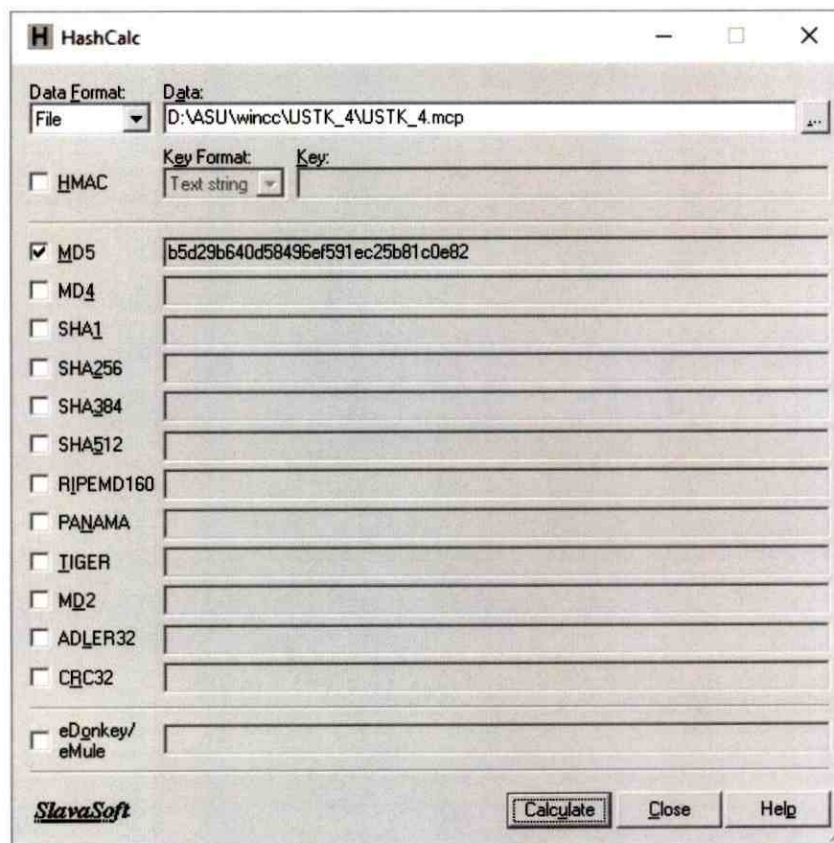 H HashCalc
Data Format: Data:
File D:\ASU\wincc\USTK_4\USTK_4.mcp ...
Key Format: Key:
HMAC Text string
MD5 b5d29b640d58496ef591ec25b81c0e82
MD4
SHA1
SHA256
SHA384
SHA512
RIPEMD160
PANAMA
TIGER
MD2
ADLER32
CRC32
eDonkey/
eMule
SlavaSoft Calculate Close Help